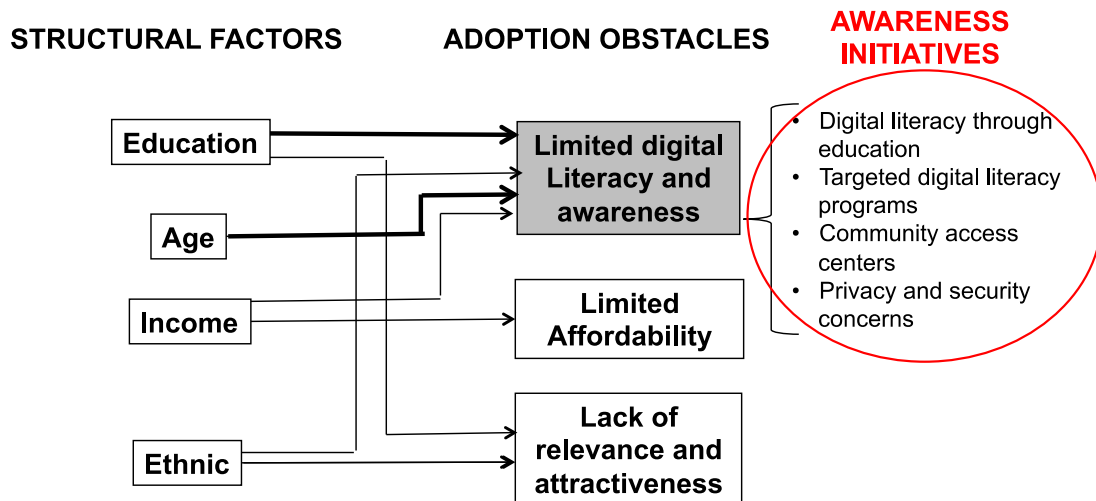 STRUCTURAL FACTORS
ADOPTION OBSTACLES
AWARENESS
INITIATIVES
Education
Age
Income
Ethnic
Limited digital
Literacy and
awareness
Limited
Affordability
Lack of
relevance and
attractiveness
• Digital literacy through
education
• Targeted digital literacy
programs
• Community access
centers
• Privacy and security
concerns